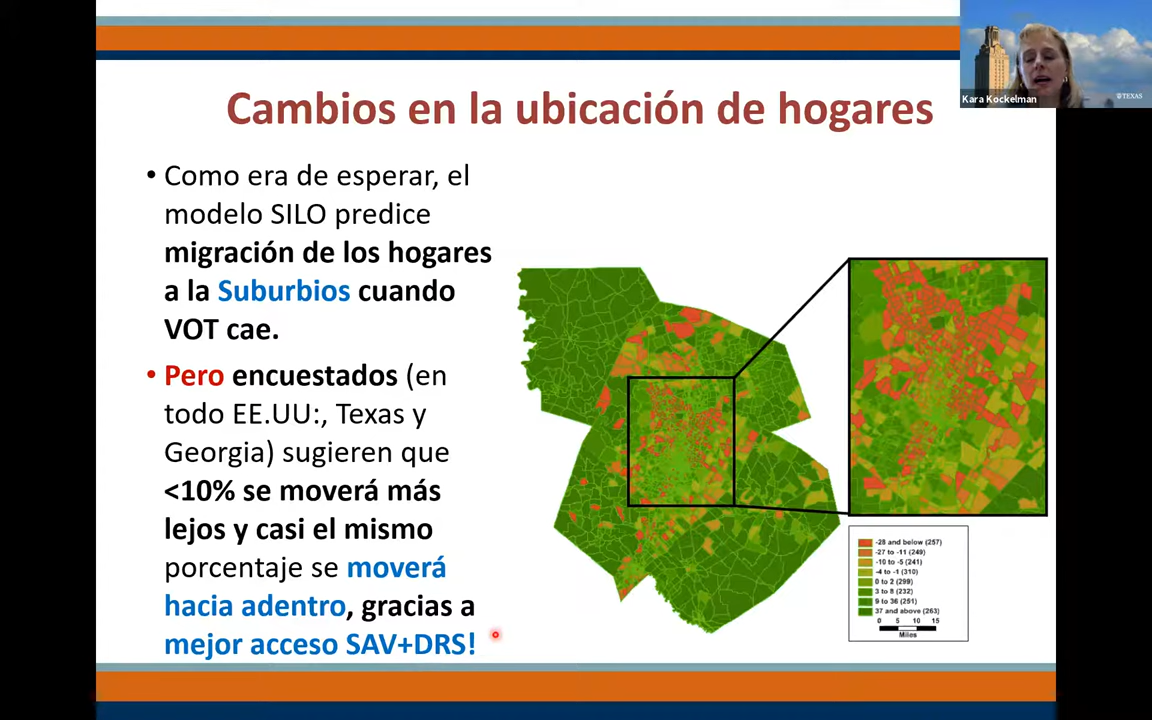 Kara Kockelman
TEXAS
Cambios en la ubicación de hogares
• Como era de esperar, el
modelo SILO predice
migración de los hogares
a la Suburbios cuando
VOT cae.
• Pero encuestados (en
todo EE.UU:, Texas y
Georgia) sugieren que
<10% se moverá más
lejos y casi el mismo
porcentaje se moverá
hacia adentro, gracias a
mejor acceso SAV+DRS!
-28 and below (257)
-27 to -11 (249)
-10 to -5 (241)
-4 to -1 (310)
0 to 2 (299)
3 to 8 (232)
9 to 36 (251)
37 and above (263)
0 5 10 15
Miles